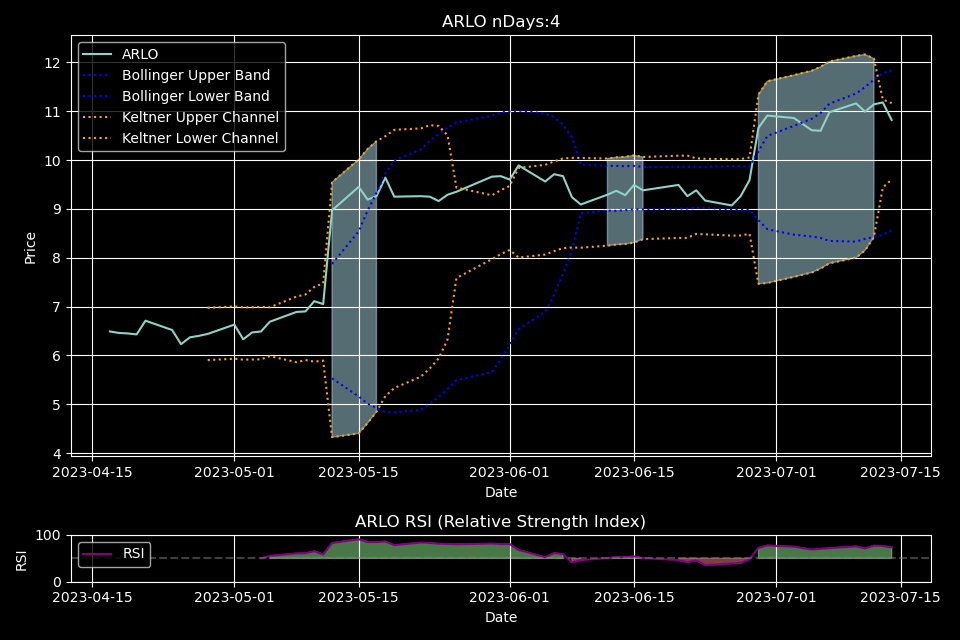 ARLO nDays:4
ARLO
Bollinger Upper Band
Bollinger Lower Band
Keltner Upper Channel
Keltner Lower Channel
Price
12
11
10
9
8
7
6
5
4
2023-04-15 2023-05-01 2023-05-15 2023-06-01 2023-06-15 2023-07-01 2023-07-15
Date
ARLO RSI (Relative Strength Index)
RSI
100
0
RSI
2023-04-15 2023-05-01 2023-05-15 2023-06-01 2023-06-15 2023-07-01 2023-07-15
Date